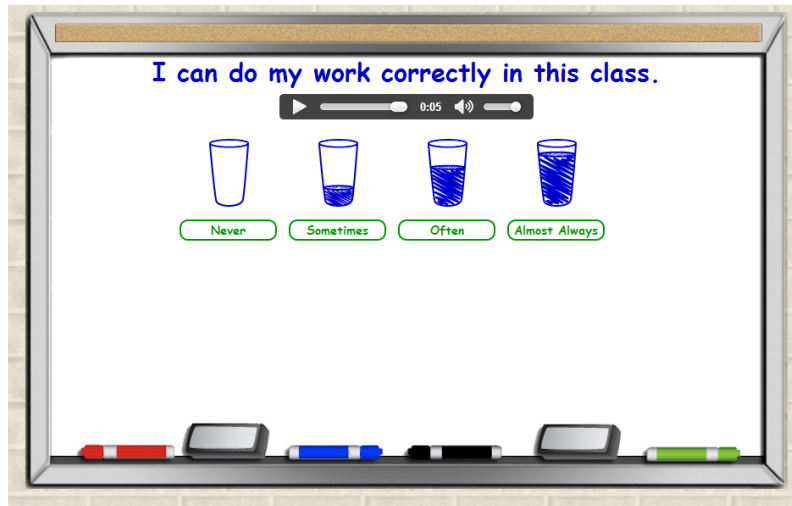 I can do my work correctly in this class.
0:05
Never Sometimes Often Almost Always